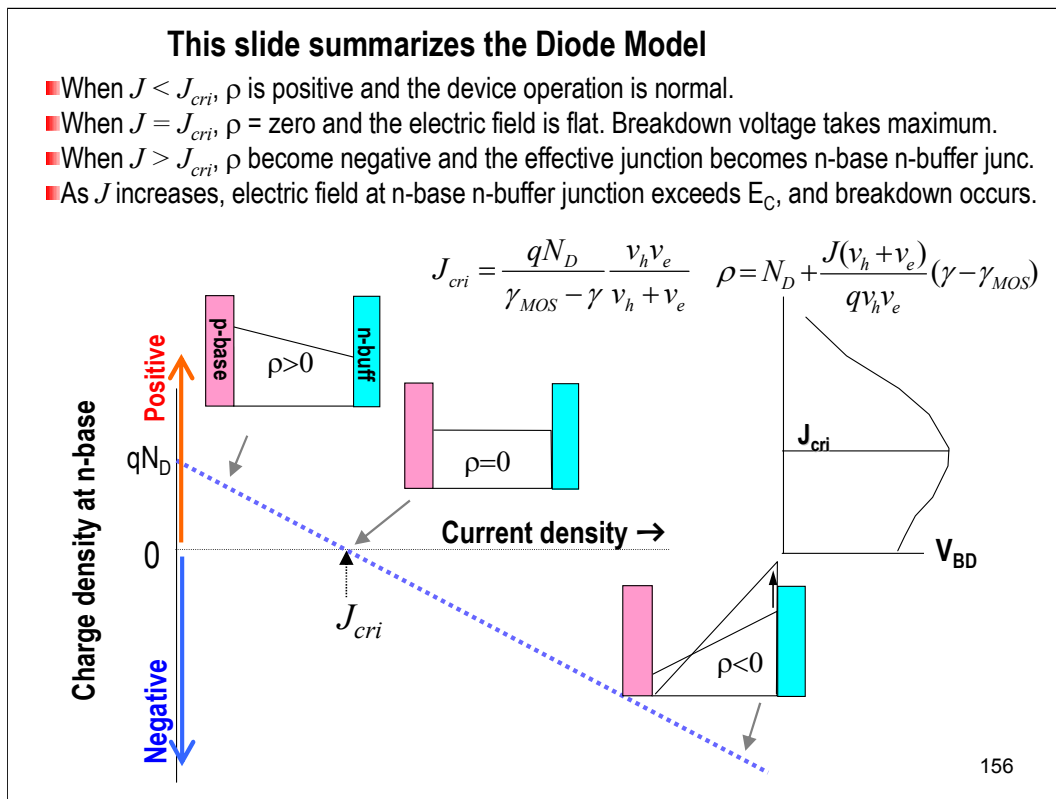 This slide summarizes the Diode Model
When J < J_cri, ρ is positive and the device operation is normal.
When J = J_cri, ρ = zero and the electric field is flat. Breakdown voltage takes maximum.
When J > J_cri, ρ become negative and the effective junction becomes n-base n-buffer junc.
As J increases, electric field at n-base n-buffer junction exceeds E_C, and breakdown occurs.
J_cri = \frac{qN_D}{γ_MOS − γ} \frac{v_h v_e}{v_h + v_e}
ρ = N_D + \frac{J(v_h + v_e)}{q v_h v_e} (γ − γ_MOS)
p-base
ρ>0
n-buff
Positive
Charge density at n-base
qN_D
ρ=0
J_cri
0
Current density →
V_BD
J_cri
ρ<0
Negative
156